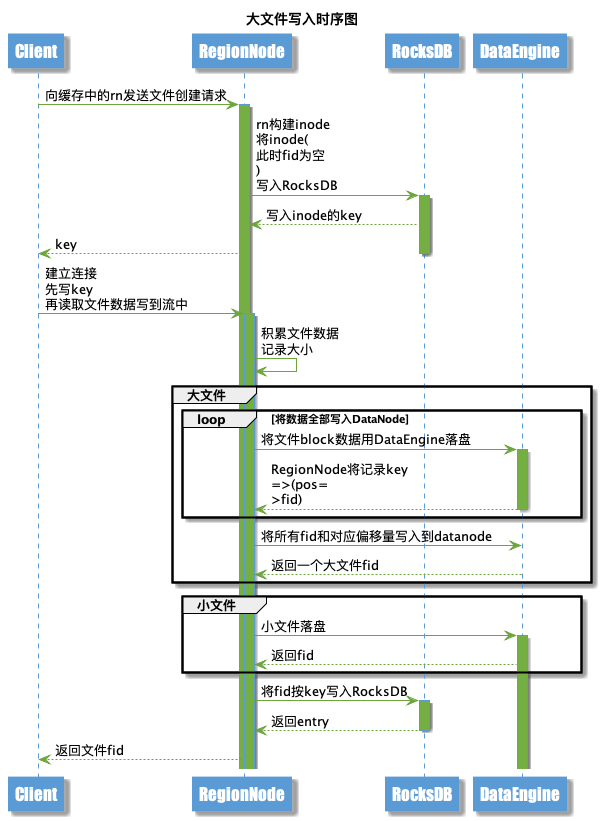 大文件写入时序图
Client
RegionNode
RocksDB
DataEngine
向缓存中的rn发送文件创建请求
rn构建inode
将inode(
此时fid为空
)
写入RocksDB
写入inode的key
key
建立连接
先写key
再读取文件数据写到流中
积累文件数据
记录大小
大文件
loop
[将数据全部写入DataNode]
将文件block数据用DataEngine落盘
RegionNode将记录key
=>(pos=
>fid)
将所有fid和对应偏移量写入到datanode
返回一个大文件fid
小文件
小文件落盘
返回fid
将fid按key写入RocksDB
返回entry
返回文件fid
Client
RegionNode
RocksDB
DataEngine